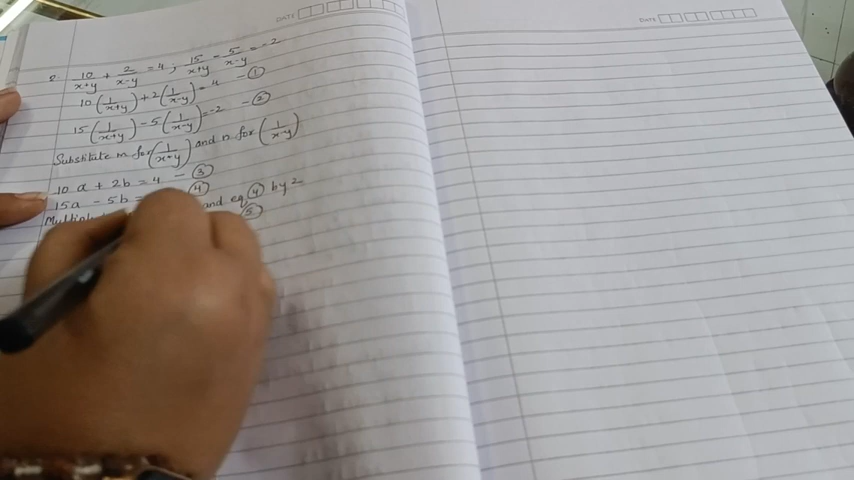 DATE
DATE
Q. 10/x+y + 2/x-y = 4 ; 15/x+y - 5/x-y = -2
10(1/x+y) + 2(1/x-y) = 4 - ①
15(1/x+y) - 5(1/x-y) = -2 - ②
Substitute m for (1/x+y) and n for (1/x-y)
10 a + 2b = 4 - ③
15a - 5b = ④
and eq ④ by 2
⑤